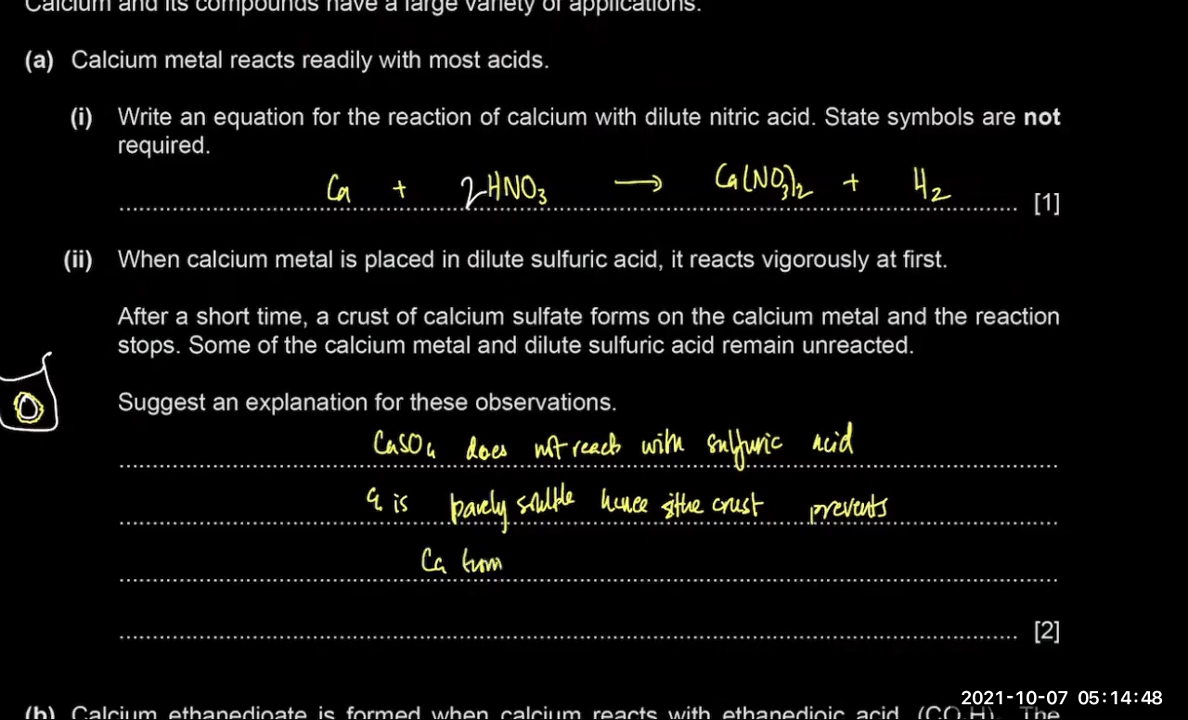 Calcium and its compounds have a large variety of applications.
(a) Calcium metal reacts readily with most acids.
(i) Write an equation for the reaction of calcium with dilute nitric acid. State symbols are not
required.
Ca + 2HNO3 → Ca(NO3)2 + H2
[1]
(ii) When calcium metal is placed in dilute sulfuric acid, it reacts vigorously at first.
After a short time, a crust of calcium sulfate forms on the calcium metal and the reaction
stops. Some of the calcium metal and dilute sulfuric acid remain unreacted.
Suggest an explanation for these observations.
CaSO4 does not react with sulfuric acid
& is barely soluble hence the crust prevents
Ca from
[2]
(b) Calcium ethanedioate is formed when calcium reacts with ethanedioic acid, (CO2H)2. The
2021-10-07 05:14:48